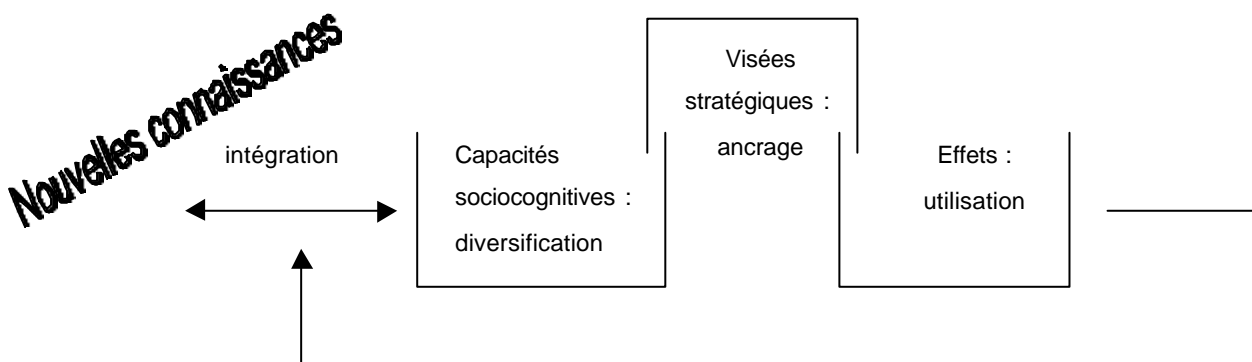 Nouvelles connaissances
intégration
Capacités
sociocognitives :
diversification
Visées
stratégiques :
ancrage
Effets :
utilisation